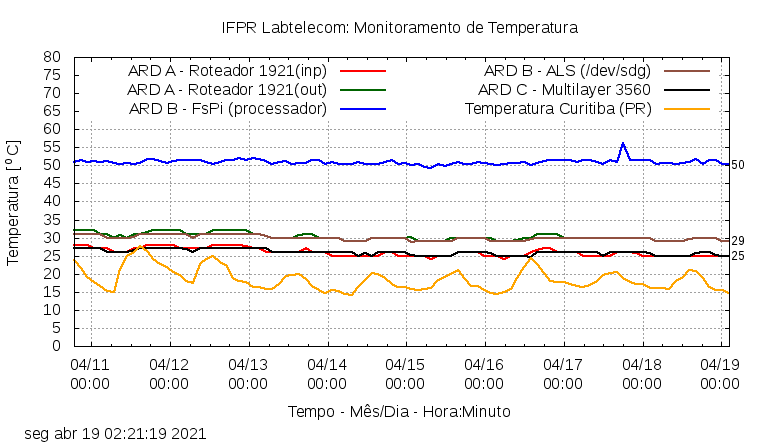 IFPR Labtelecom: Monitoramento de Temperatura
80
75
70
65
60
55
50
45
40
35
30
25
20
15
10
5
0
Temperatura [ ⁰ C]
ARD A - Roteador 1921(inp)
ARD A - Roteador 1921(out)
ARD B - FsPi (processador)
ARD B - ALS (/dev/sdg)
ARD C - Multilayer 3560
Temperatura Curitiba (PR)
50
29
25
04/11 04/12 04/13 04/14 04/15 04/16 04/17 04/18 04/19
00:00 00:00 00:00 00:00 00:00 00:00 00:00 00:00 00:00
Tempo - Mês/Dia - Hora:Minuto
seg abr 19 02:21:19 2021